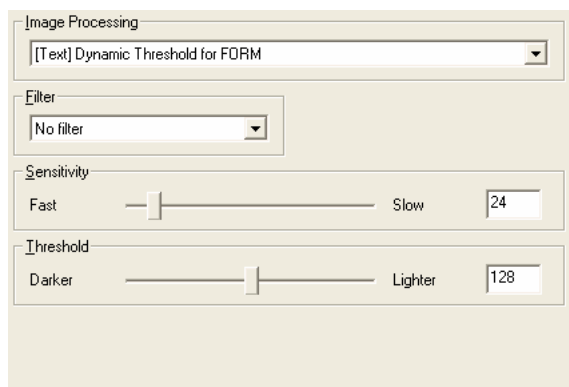 Image Processing
[Text] Dynamic Threshold for FORM
Filter
No filter
Sensitivity
Fast Slow 24
Threshold
Darker Lighter 128